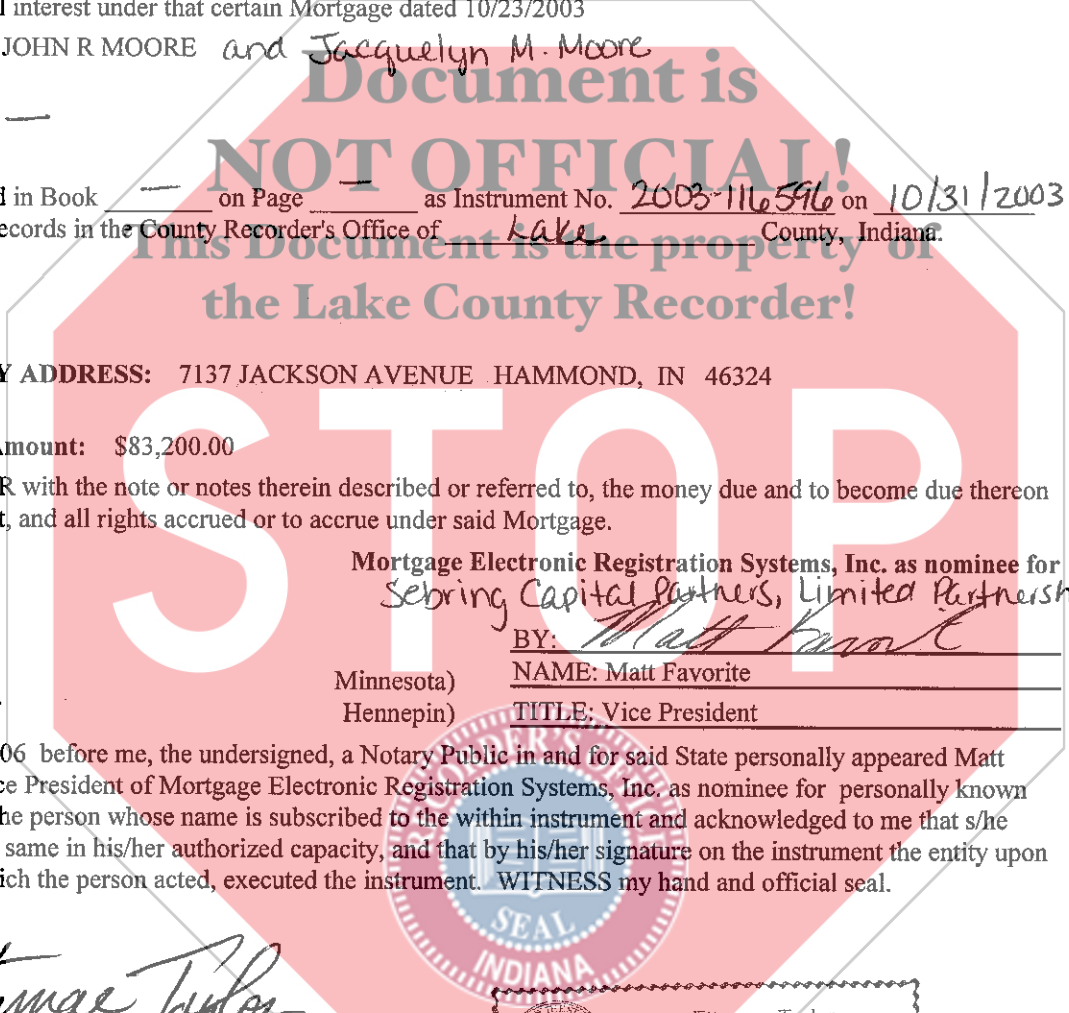 interest under that certain Mortgage dated 10/23/2003
JOHN R MOORE and Jacquelyn M. Moore
Document is
NOT OFFICIAL!
in Book — on Page — as Instrument No. 2003-116596 on 10/31/2003
ecords in the County Recorder's Office of Lake County, Indiana.
This Document is the property of
the Lake County Recorder!
Y ADDRESS: 7137 JACKSON AVENUE HAMMOND, IN 46324
STOP
mount: $83,200.00
R with the note or notes therein described or referred to, the money due and to become due thereon
t, and all rights accrued or to accrue under said Mortgage.
Mortgage Electronic Registration Systems, Inc. as nominee for
Sebring Capital Partners, Limited Partnersh
BY: Matt
Minnesota) NAME: Matt Favorite
Hennepin) TITLE: Vice President
06 before me, the undersigned, a Notary Public in and for said State personally appeared Matt
ce President of Mortgage Electronic Registration Systems, Inc. as nominee for personally known
he person whose name is subscribed to the within instrument and acknowledged to me that s/he
same in his/her authorized capacity, and that by his/her signature on the instrument the entity upon
ich the person acted, executed the instrument. WITNESS my hand and official seal.
RECORDER'S OFFICE
SEAL
INDIANA
Taylor